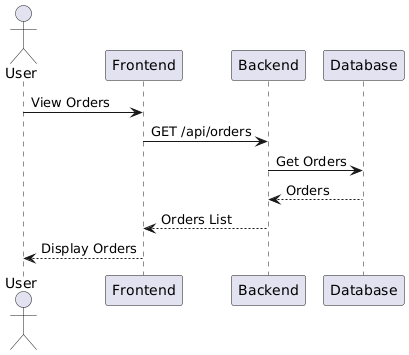 User
Frontend
Backend
Database
View Orders
GET /api/orders
Get Orders
Orders
Orders List
Display Orders
User
Frontend
Backend
Database